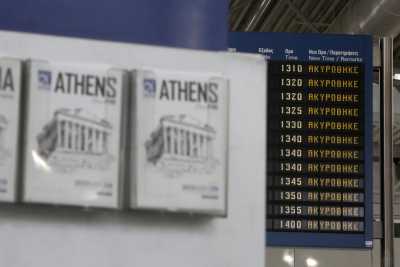 ATHENS
ATHENS
Έξοδος Ώρα Νέα Ώρα / Παρατηρήσεις
Time New Time / Remarks
1310 ΑΚΥΡΩΘΗΚΕ
1320 ΑΚΥΡΩΘΗΚΕ
1320 ΑΚΥΡΩΘΗΚΕ
1325 ΑΚΥΡΩΘΗΚΕ
1330 ΑΚΥΡΩΘΗΚΕ
1340 ΑΚΥΡΩΘΗΚΕ
1340 ΑΚΥΡΩΘΗΚΕ
1340 ΑΚΥΡΩΘΗΚΕ
1345 ΑΚΥΡΩΘΗΚΕ
1350 ΑΚΥΡΩΘΗΚΕ
1355 ΑΚΥΡΩΘΗΚΕ
1400 ΑΚΥΡΩΘΗΚΕ